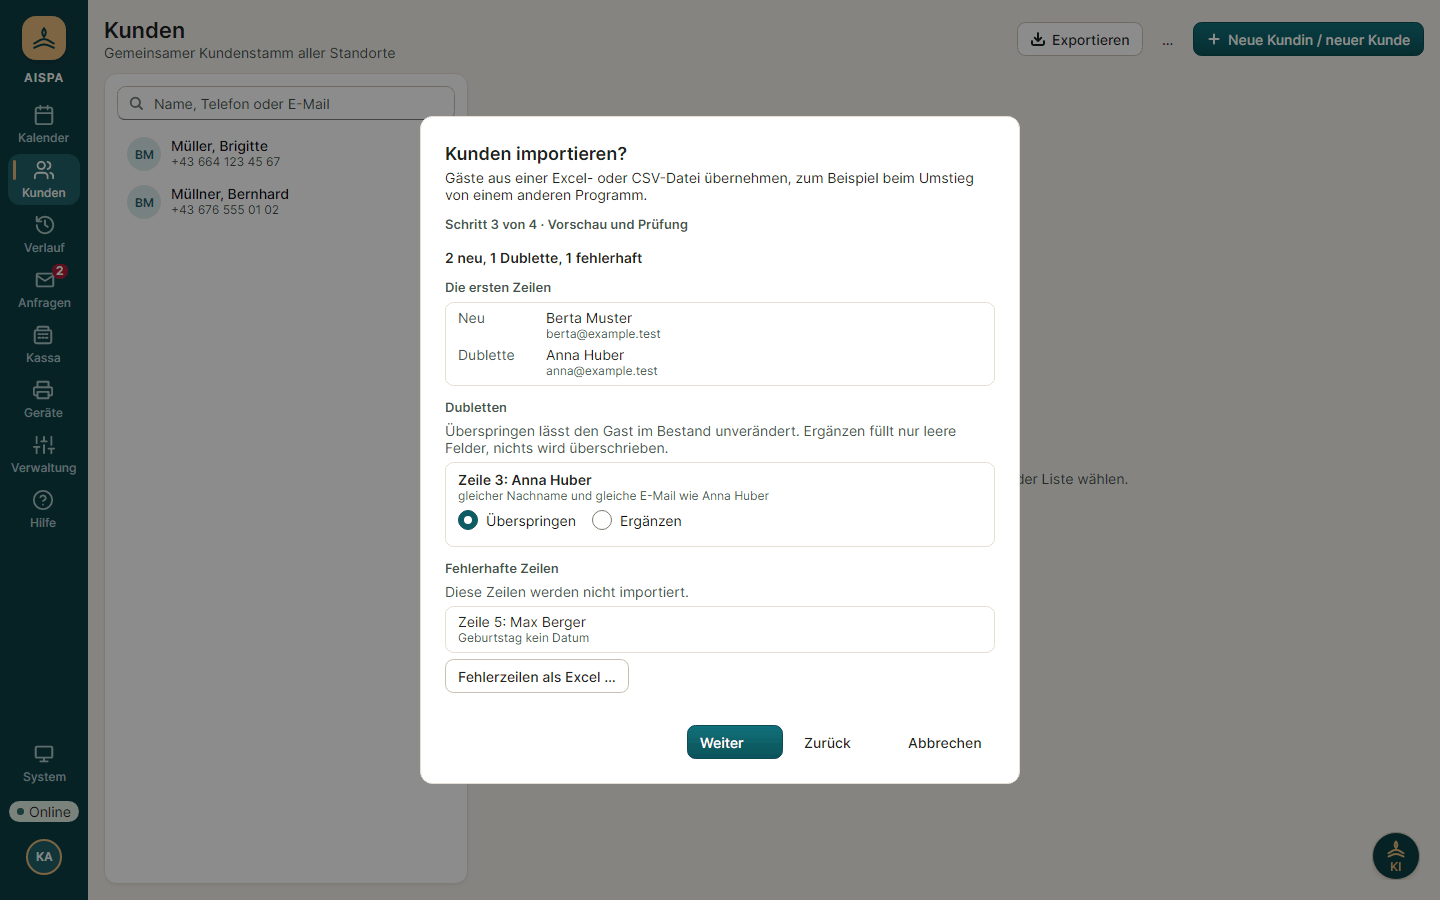 AISPA
Kalender
Kunden
Verlauf
2
Anfragen
Kassa
Geräte
Verwaltung
Hilfe
System
Online
KA
Kunden
Gemeinsamer Kundenstamm aller Standorte
Exportieren
...
+ Neue Kundin / neuer Kunde
Name, Telefon oder E-Mail
BM
Müller, Brigitte
+43 664 123 45 67
BM
Müllner, Bernhard
+43 676 555 01 02
der Liste wählen.
Kunden importieren?
Gäste aus einer Excel- oder CSV-Datei übernehmen, zum Beispiel beim Umstieg
von einem anderen Programm.
Schritt 3 von 4 · Vorschau und Prüfung
2 neu, 1 Dublette, 1 fehlerhaft
Die ersten Zeilen
Neu Berta Muster
berta@example.test
Dublette Anna Huber
anna@example.test
Dubletten
Überspringen lässt den Gast im Bestand unverändert. Ergänzen füllt nur leere
Felder, nichts wird überschrieben.
Zeile 3: Anna Huber
gleicher Nachname und gleiche E-Mail wie Anna Huber
Überspringen Ergänzen
Fehlerhafte Zeilen
Diese Zeilen werden nicht importiert.
Zeile 5: Max Berger
Geburtstag kein Datum
Fehlerzeilen als Excel ...
Weiter Zurück Abbrechen
KI